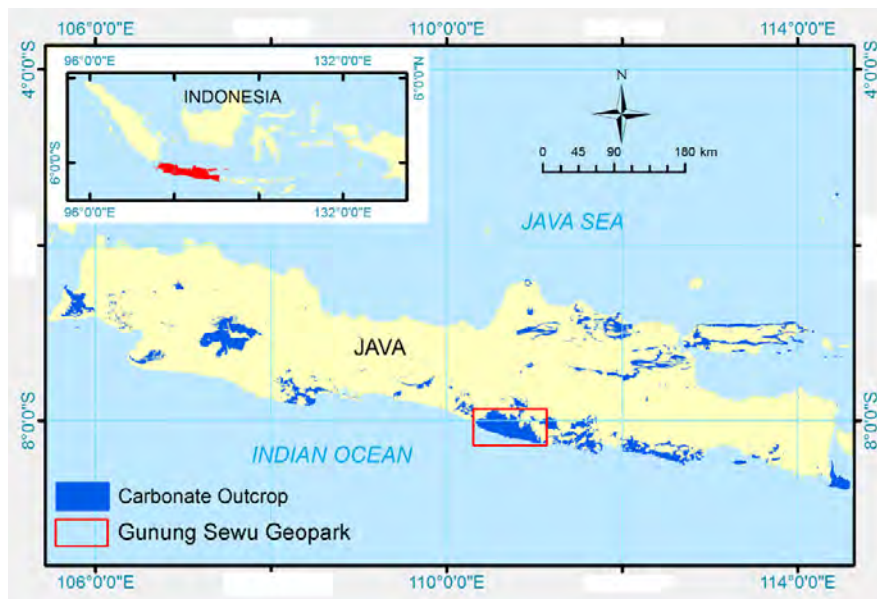 106°0'0"E
110°0'0"E
114°0'0"E
4°0'0"S
4°0'0"S
96°0'0"E
132°0'0"E
6°0'0"N
6°0'0"S
INDONESIA
96°0'0"E
132°0'0"E
N
0 45 90 180 km
JAVA SEA
JAVA
8°0'0"S
8°0'0"S
INDIAN OCEAN
Carbonate Outcrop
Gunung Sewu Geopark
106°0'0"E
110°0'0"E
114°0'0"E